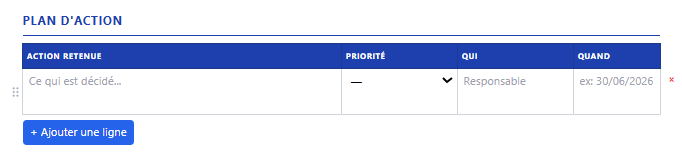 PLAN D'ACTION
ACTION RETENUE PRIORITÉ QUI QUAND
Ce qui est décidé... — Responsable ex: 30/06/2026 ×
+ Ajouter une ligne